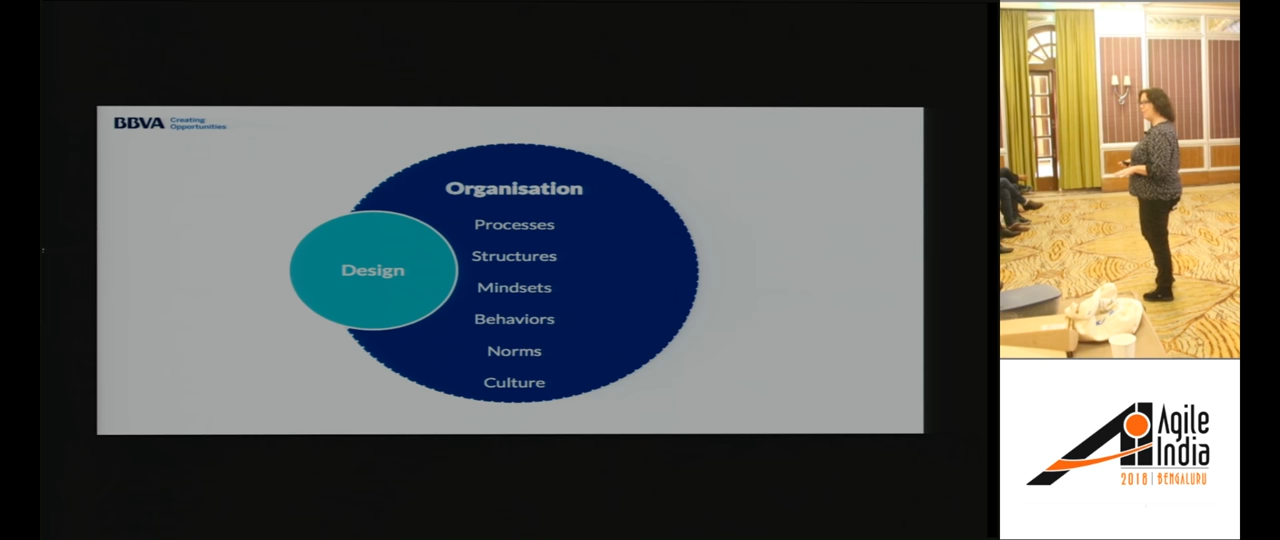 BBVA Creating
Opportunities
Organisation
Processes
Structures
Design
Mindsets
Behaviors
Norms
Culture
Agile
India
2018 | BENGALURU